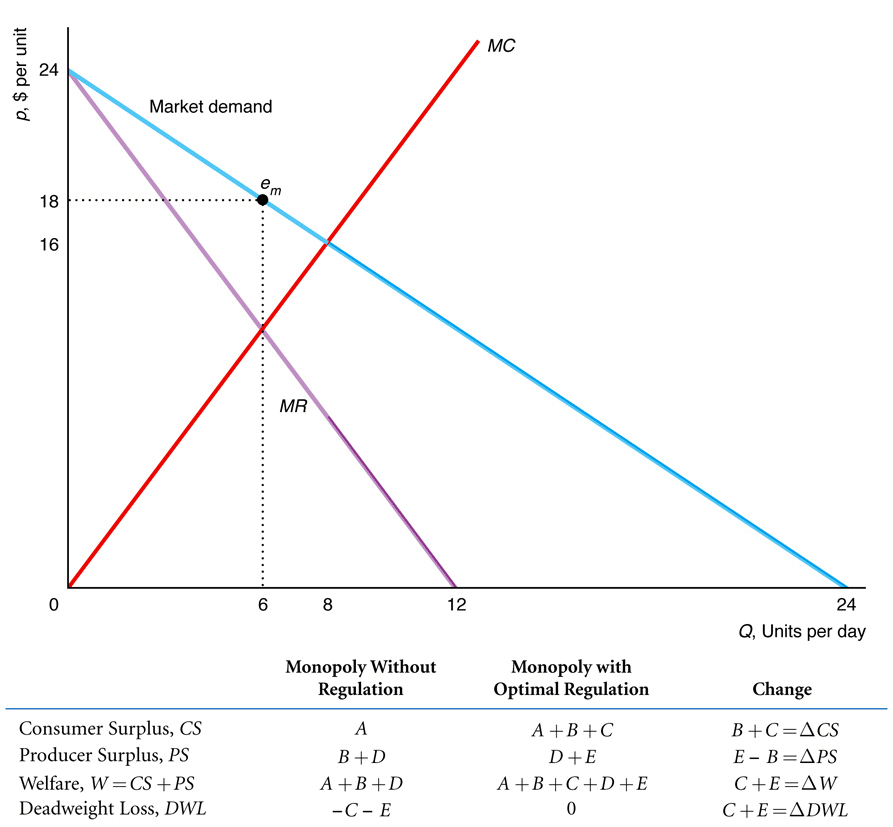 p, $ per unit
24
18
16
Market demand
em
MC
MR
0
6
8
12
24
Q, Units per day
Monopoly Without Regulation
Monopoly with Optimal Regulation
Change
Consumer Surplus, CS A A + B + C B + C = ΔCS
Producer Surplus, PS B + D D + E E – B = ΔPS
Welfare, W = CS + PS A + B + D A + B + C + D + E C + E = ΔW
Deadweight Loss, DWL –C – E 0 C + E = ΔDWL